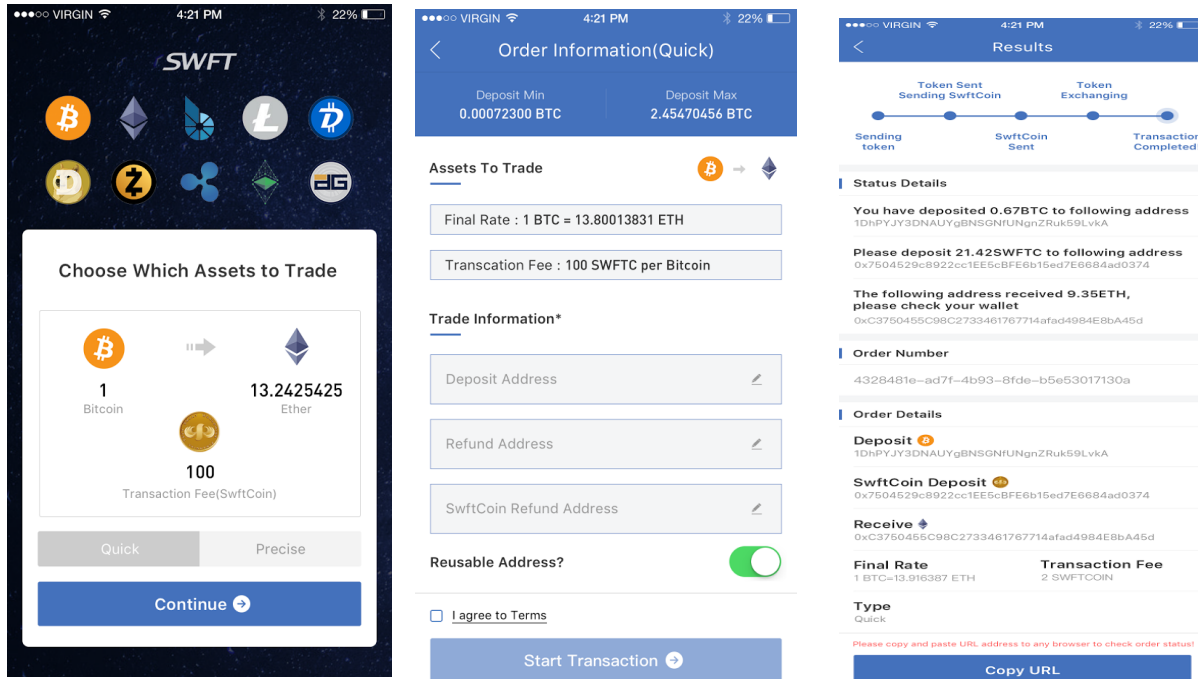 VIRGIN 4:21 PM 22%
SWFT
Choose Which Assets to Trade
1 13.2425425
Bitcoin Ether
100
Transaction Fee(SwftCoin)
Quick Precise
Continue
VIRGIN 4:21 PM 22%
Order Information(Quick)
Deposit Min Deposit Max
0.00072300 BTC 2.45470456 BTC
Assets To Trade
Final Rate : 1 BTC = 13.80013831 ETH
Transcation Fee : 100 SWFTC per Bitcoin
Trade Information*
Deposit Address
Refund Address
SwftCoin Refund Address
Reusable Address?
I agree to Terms
Start Transaction
VIRGIN 4:21 PM 22%
Results
Token Sent Token
Sending SwftCoin Exchanging
Sending SwftCoin Transaction
token Sent Completed!
Status Details
You have deposited 0.67BTC to following address
1DhPYJY3DNAUYgBNSGNfUNgnZRuk59LvkA
Please deposit 21.42SWFTC to following address
0x7504529c8922cc1EE5cBFE6b15ed7E6684ad0374
The following address received 9.35ETH,
please check your wallet
0xC3750455C98C2733461767714afad4984E8bA45d
Order Number
4328481e-ad7f-4b93-8fde-b5e53017130a
Order Details
Deposit
1DhPYJY3DNAUYgBNSGNfUNgnZRuk59LvkA
SwftCoin Deposit
0x7504529c8922cc1EE5cBFE6b15ed7E6684ad0374
Receive
0xC3750455C98C2733461767714afad4984E8bA45d
Final Rate Transaction Fee
1 BTC=13.916387 ETH 2 SWFTCOIN
Type
Quick
Please copy and paste URL address to any browser to check order status!
Copy URL